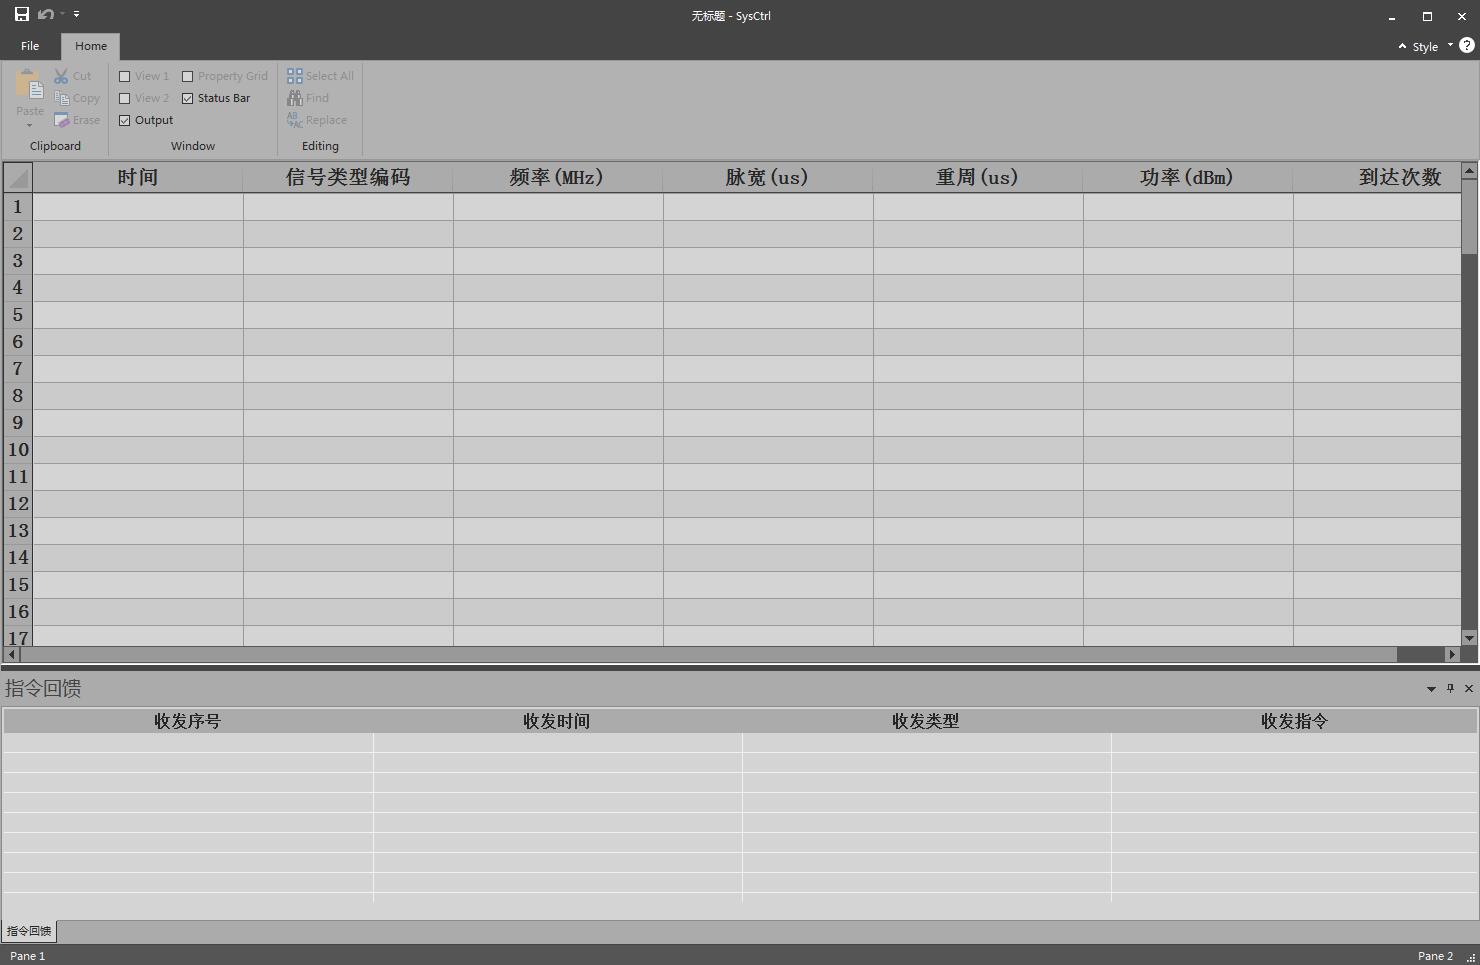 无标题 - SysCtrl
File Home Style
Paste Cut Copy Erase
Clipboard
View 1 Property Grid
View 2 Status Bar
Output
Window
Select All
Find
Replace
Editing
时间 信号类型编码 频率(MHz) 脉宽(us) 重周(us) 功率(dBm) 到达次数
1
2
3
4
5
6
7
8
9
10
11
12
13
14
15
16
17
指令回馈
收发序号 收发时间 收发类型 收发指令
指令回馈
Pane 1 Pane 2